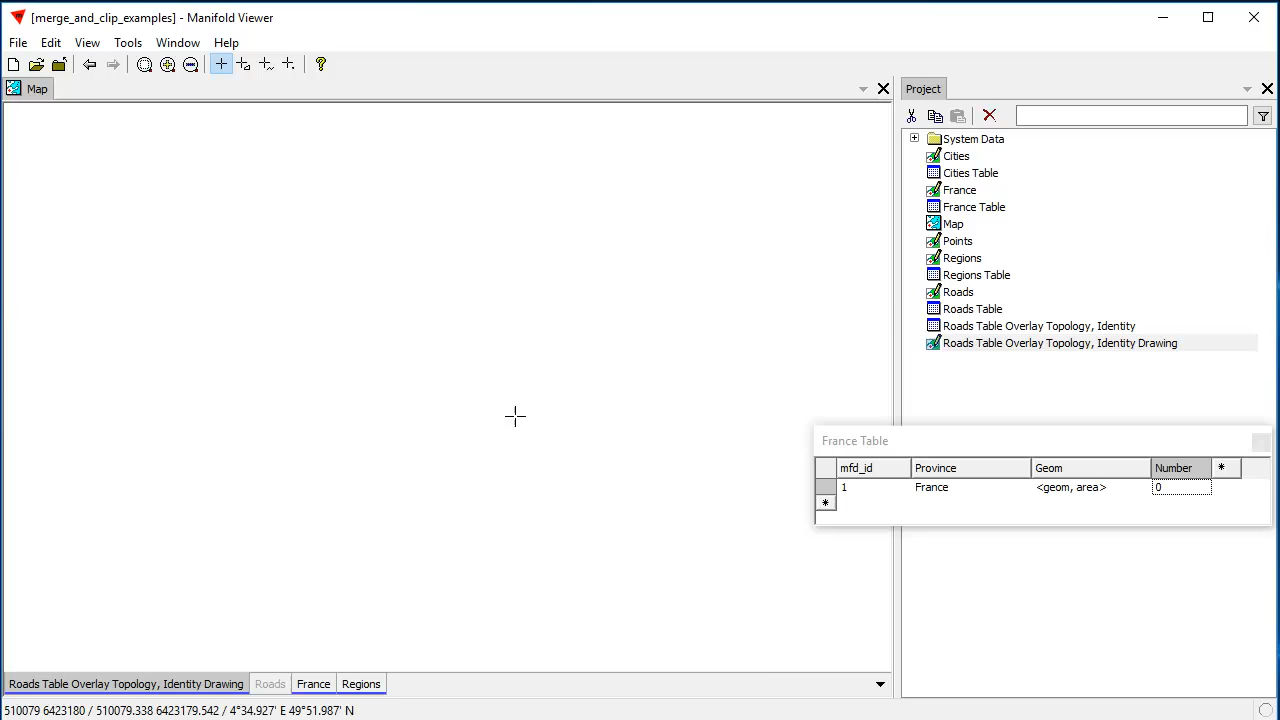 [merge_and_clip_examples] - Manifold Viewer
File Edit View Tools Window Help
Map
Project
System Data
Cities
Cities Table
France
France Table
Map
Points
Regions
Regions Table
Roads
Roads Table
Roads Table Overlay Topology, Identity
Roads Table Overlay Topology, Identity Drawing
France Table
mfd_id Province Geom Number *
1 France <geom, area> 0
*
Roads Table Overlay Topology, Identity Drawing Roads France Regions
510079 6423180 / 510079.338 6423179.542 / 4°34.927' E 49°51.987' N